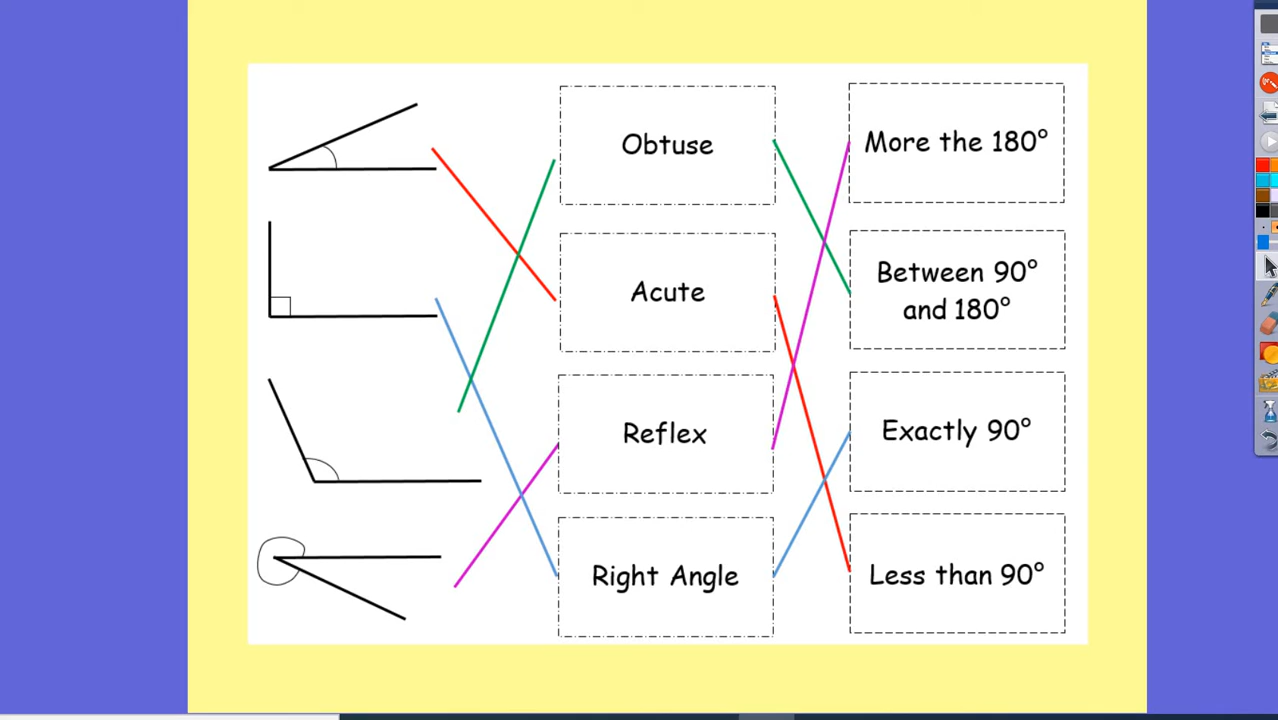 Obtuse
More the 180°
Acute
Between 90°
and 180°
Reflex
Exactly 90°
Right Angle
Less than 90°